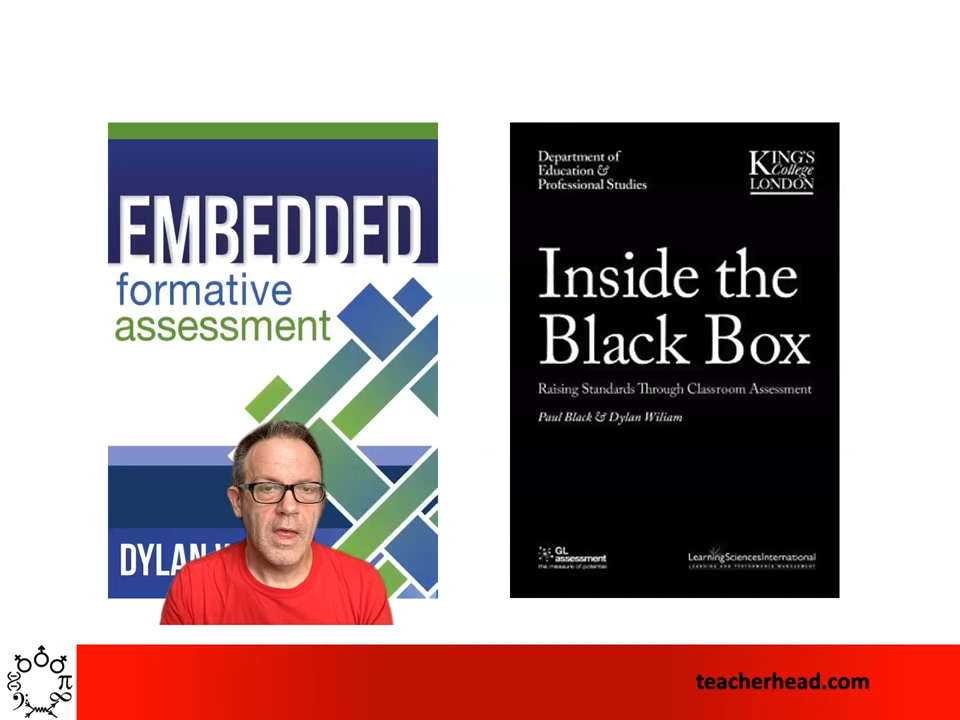 EMBEDDED
formative
assessment
DYLAN
Department of
Education &
Professional Studies
KING'S
College
LONDON
Inside the
Black Box
Raising Standards Through Classroom Assessment
Paul Black & Dylan Wiliam
GL
assessment
the measure of potential
LearningSciencesInternational
LEARNING AND PERFORMANCE MANAGEMENT
teacherhead.com